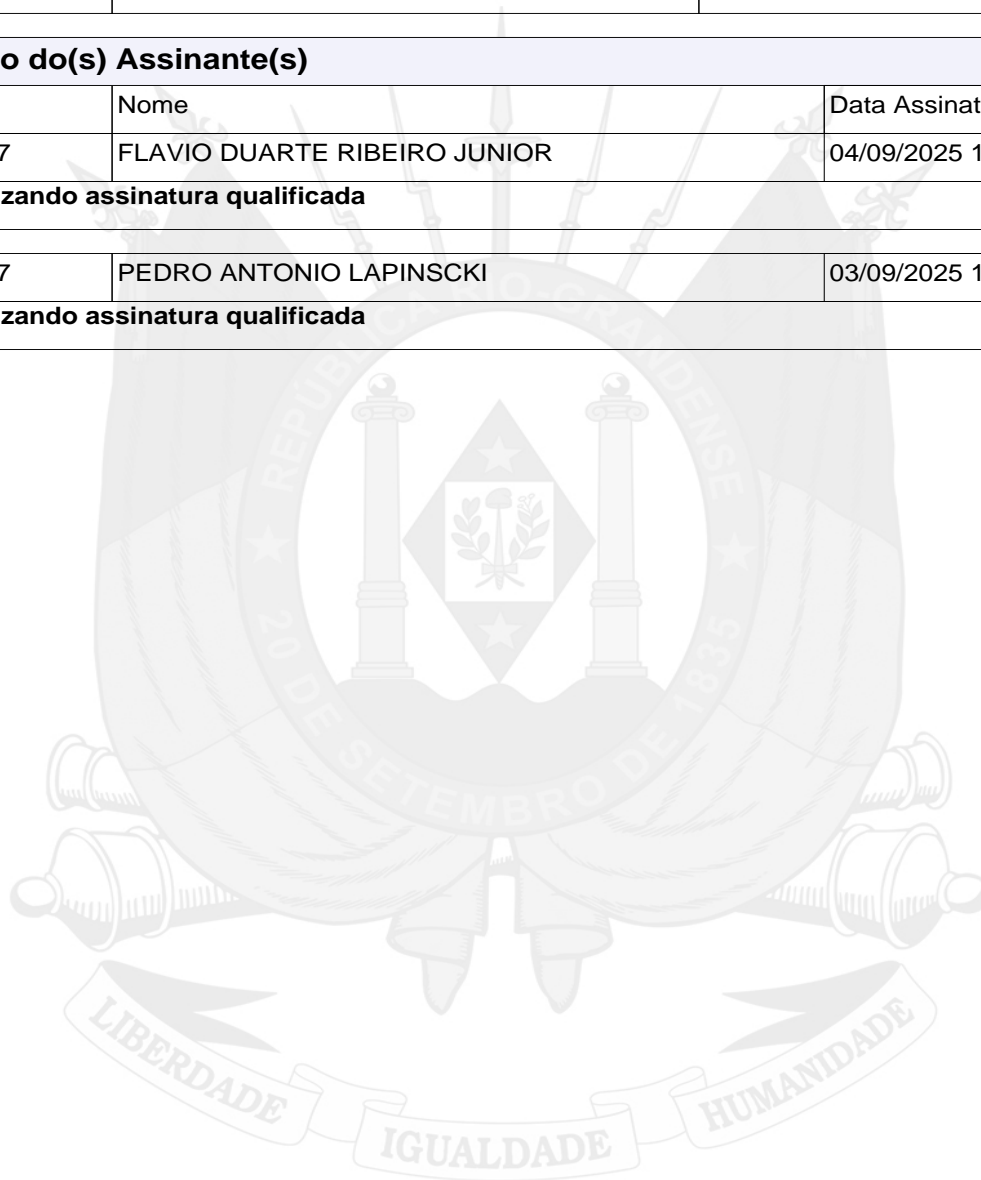 o do(s) Assinante(s)
Nome Data Assinat
7 FLAVIO DUARTE RIBEIRO JUNIOR 04/09/2025 1
zando assinatura qualificada
7 PEDRO ANTONIO LAPINSCKI 03/09/2025 1
zando assinatura qualificada
REPÚBLICA RIO-GRANDENSE
20 DE SETEMBRO DE 1835
LIBERDADE IGUALDADE HUMANIDADE